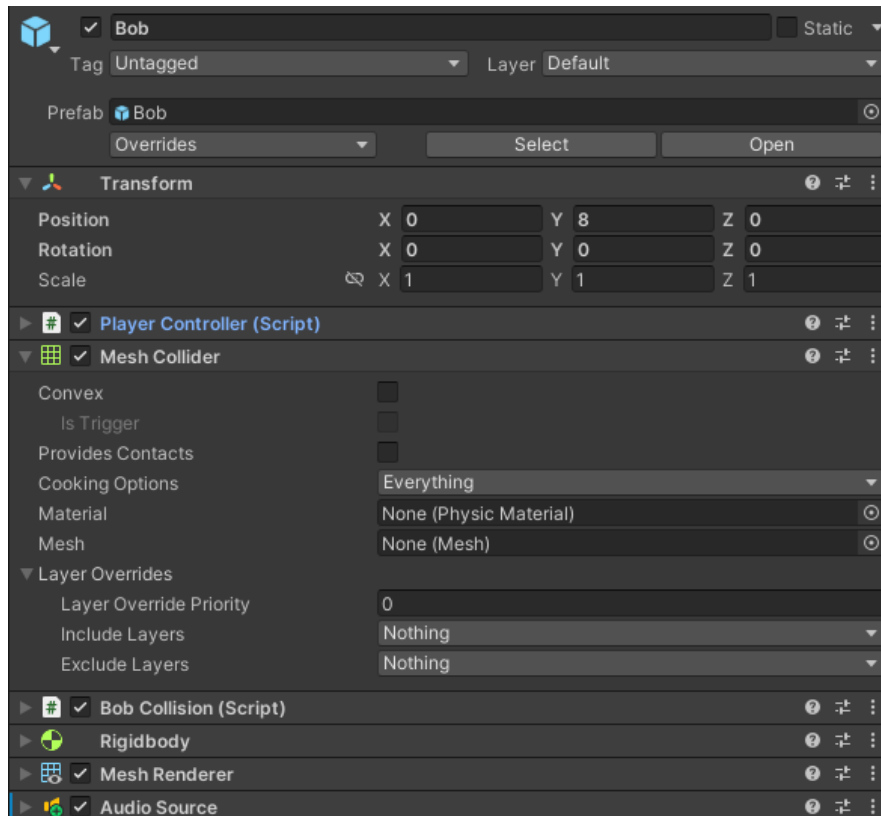 Bob Static
Tag Untagged Layer Default
Prefab Bob
Overrides Select Open
Transform
Position X 0 Y 8 Z 0
Rotation X 0 Y 0 Z 0
Scale X 1 Y 1 Z 1
# Player Controller (Script)
Mesh Collider
Convex
Is Trigger
Provides Contacts
Cooking Options Everything
Material None (Physic Material)
Mesh None (Mesh)
Layer Overrides
Layer Override Priority 0
Include Layers Nothing
Exclude Layers Nothing
# Bob Collision (Script)
Rigidbody
Mesh Renderer
Audio Source